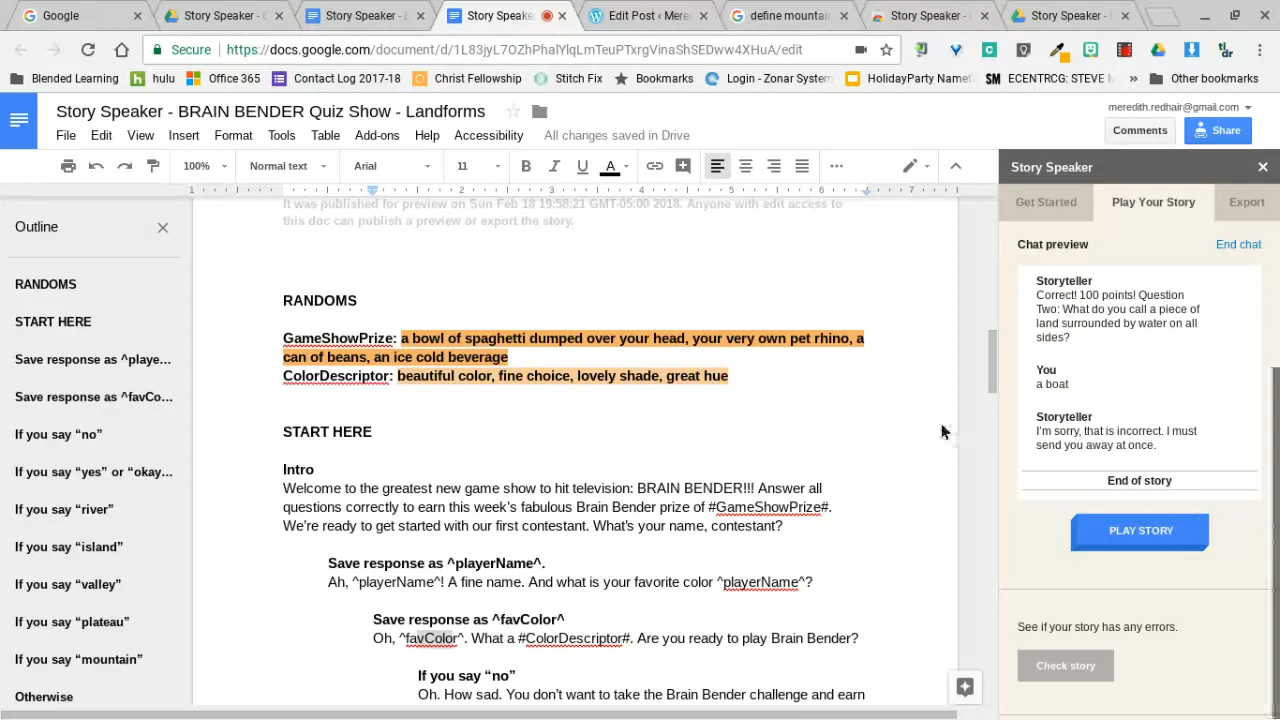 Google
Story Speaker - E
Story Speaker - E
Story Speake
Edit Post ‹ Mere
define mountai
Story Speaker -
Story Speaker -
Secure
https://docs.google.com/document/d/1L83jyL7OZhPhalYlqLmTeuPTxrgVinaShSEDww4XHuA/edit
tldr
Blended Learning
hulu
Office 365
Contact Log 2017-18
Christ Fellowship
Stitch Fix
Bookmarks
Login - Zonar System
HolidayParty Nameti
SM ECENTRCG: STEVE M
»
Other bookmarks
Story Speaker - BRAIN BENDER Quiz Show - Landforms
meredith.redhair@gmail.com
File Edit View Insert Format Tools Table Add-ons Help Accessibility
All changes saved in Drive
Comments
Share
100%
Normal text
Arial
11
B I U A
1 1 2 3 4 5 6 7
Outline
RANDOMS
START HERE
Save response as ^playe…
Save response as ^favCo…
If you say “no”
If you say “yes” or “okay…
If you say “river”
If you say “island”
If you say “valley”
If you say “plateau”
If you say “mountain”
Otherwise
It was published for preview on Sun Feb 18 19:58:21 GMT-05:00 2018. Anyone with edit access to
this doc can publish a preview or export the story.
RANDOMS
GameShowPrize: a bowl of spaghetti dumped over your head, your very own pet rhino, a
can of beans, an ice cold beverage
ColorDescriptor: beautiful color, fine choice, lovely shade, great hue
START HERE
Intro
Welcome to the greatest new game show to hit television: BRAIN BENDER!!! Answer all
questions correctly to earn this week’s fabulous Brain Bender prize of #GameShowPrize#.
We’re ready to get started with our first contestant. What’s your name, contestant?
Save response as ^playerName^.
Ah, ^playerName^! A fine name. And what is your favorite color ^playerName^?
Save response as ^favColor^
Oh, ^favColor^. What a #ColorDescriptor#. Are you ready to play Brain Bender?
If you say “no”
Oh. How sad. You don’t want to take the Brain Bender challenge and earn
Story Speaker
Get Started
Play Your Story
Export
Chat preview
End chat
Storyteller
Correct! 100 points! Question
Two: What do you call a piece of
land surrounded by water on all
sides?
You
a boat
Storyteller
I’m sorry, that is incorrect. I must
send you away at once.
End of story
PLAY STORY
See if your story has any errors.
Check story